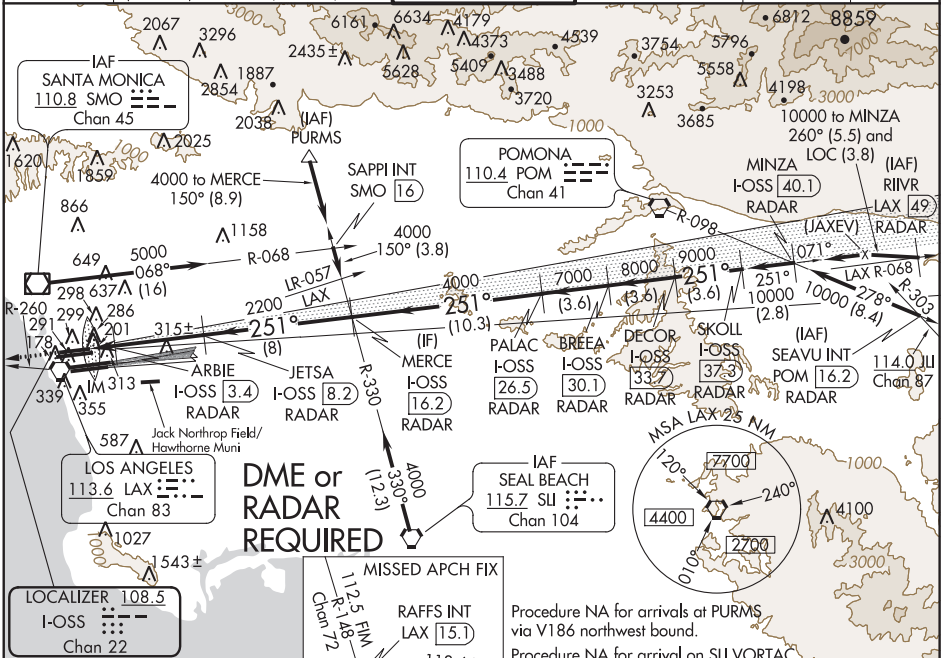 2067
3296
2435±
6161
6634
4179
4373
5409
5628
3488
3720
4539
3754
5796
5558
6812
8859
1000
3253
3685
4198
3000
1887
2854
2038
2025
1000
1620
1859
866
1158
649
637
298
299
291
286
201
178
315±
313
339
355
587
1027
1000
1543±
IAF
SANTA MONICA
110.8 SMO
Chan 45
(IAF)
PURMS
4000 to MERCE
150° (8.9)
SAPPI INT
SMO 16
4000
150° (3.8)
5000
068°
(16)
R-068
LR-057
LAX
R-260
1000
POMONA
110.4 POM
Chan 41
R-098
MINZA
I-OSS 40.1
RADAR
10000 to MINZA
260° (5.5) and
LOC (3.8)
(IAF)
RIIVR
LAX 49
RADAR
(JAXEV)
X
071°
LAX R-068
R-303
278°
10000
(8.4)
2200
251°
(8)
4000
251°
(10.3)
7000
(3.6)
8000
(3.6)
9000
251°
(3.6)
251°
10000
(2.8)
IM
ARBIE
I-OSS 3.4
RADAR
JETSA
I-OSS 8.2
RADAR
(IF)
MERCE
I-OSS
16.2
RADAR
PALAC
I-OSS
26.5
RADAR
BREEA
I-OSS
30.1
RADAR
DECOR
I-OSS
33.7
RADAR
SKOLL
I-OSS
37.3
RADAR
(IAF)
SEAVU INT
POM 16.2
RADAR
114.0 JLI
Chan 87
Jack Northrop Field/
Hawthorne Muni
R-330
4000
330°
(12.3)
LOS ANGELES
113.6 LAX
Chan 83
DME or
RADAR
REQUIRED
IAF
SEAL BEACH
115.7 SLI
Chan 104
MSA LAX 25 NM
120°
240°
010°
7700
4400
2700
1000
4100
3000
LOCALIZER 108.5
I-OSS
Chan 22
MISSED APCH FIX
112.5 FIM
R-148
Chan 72
RAFFS INT
LAX 15.1
Procedure NA for arrivals at PURMS
via V186 northwest bound.
Procedure NA for arrival on SLI VORTAC